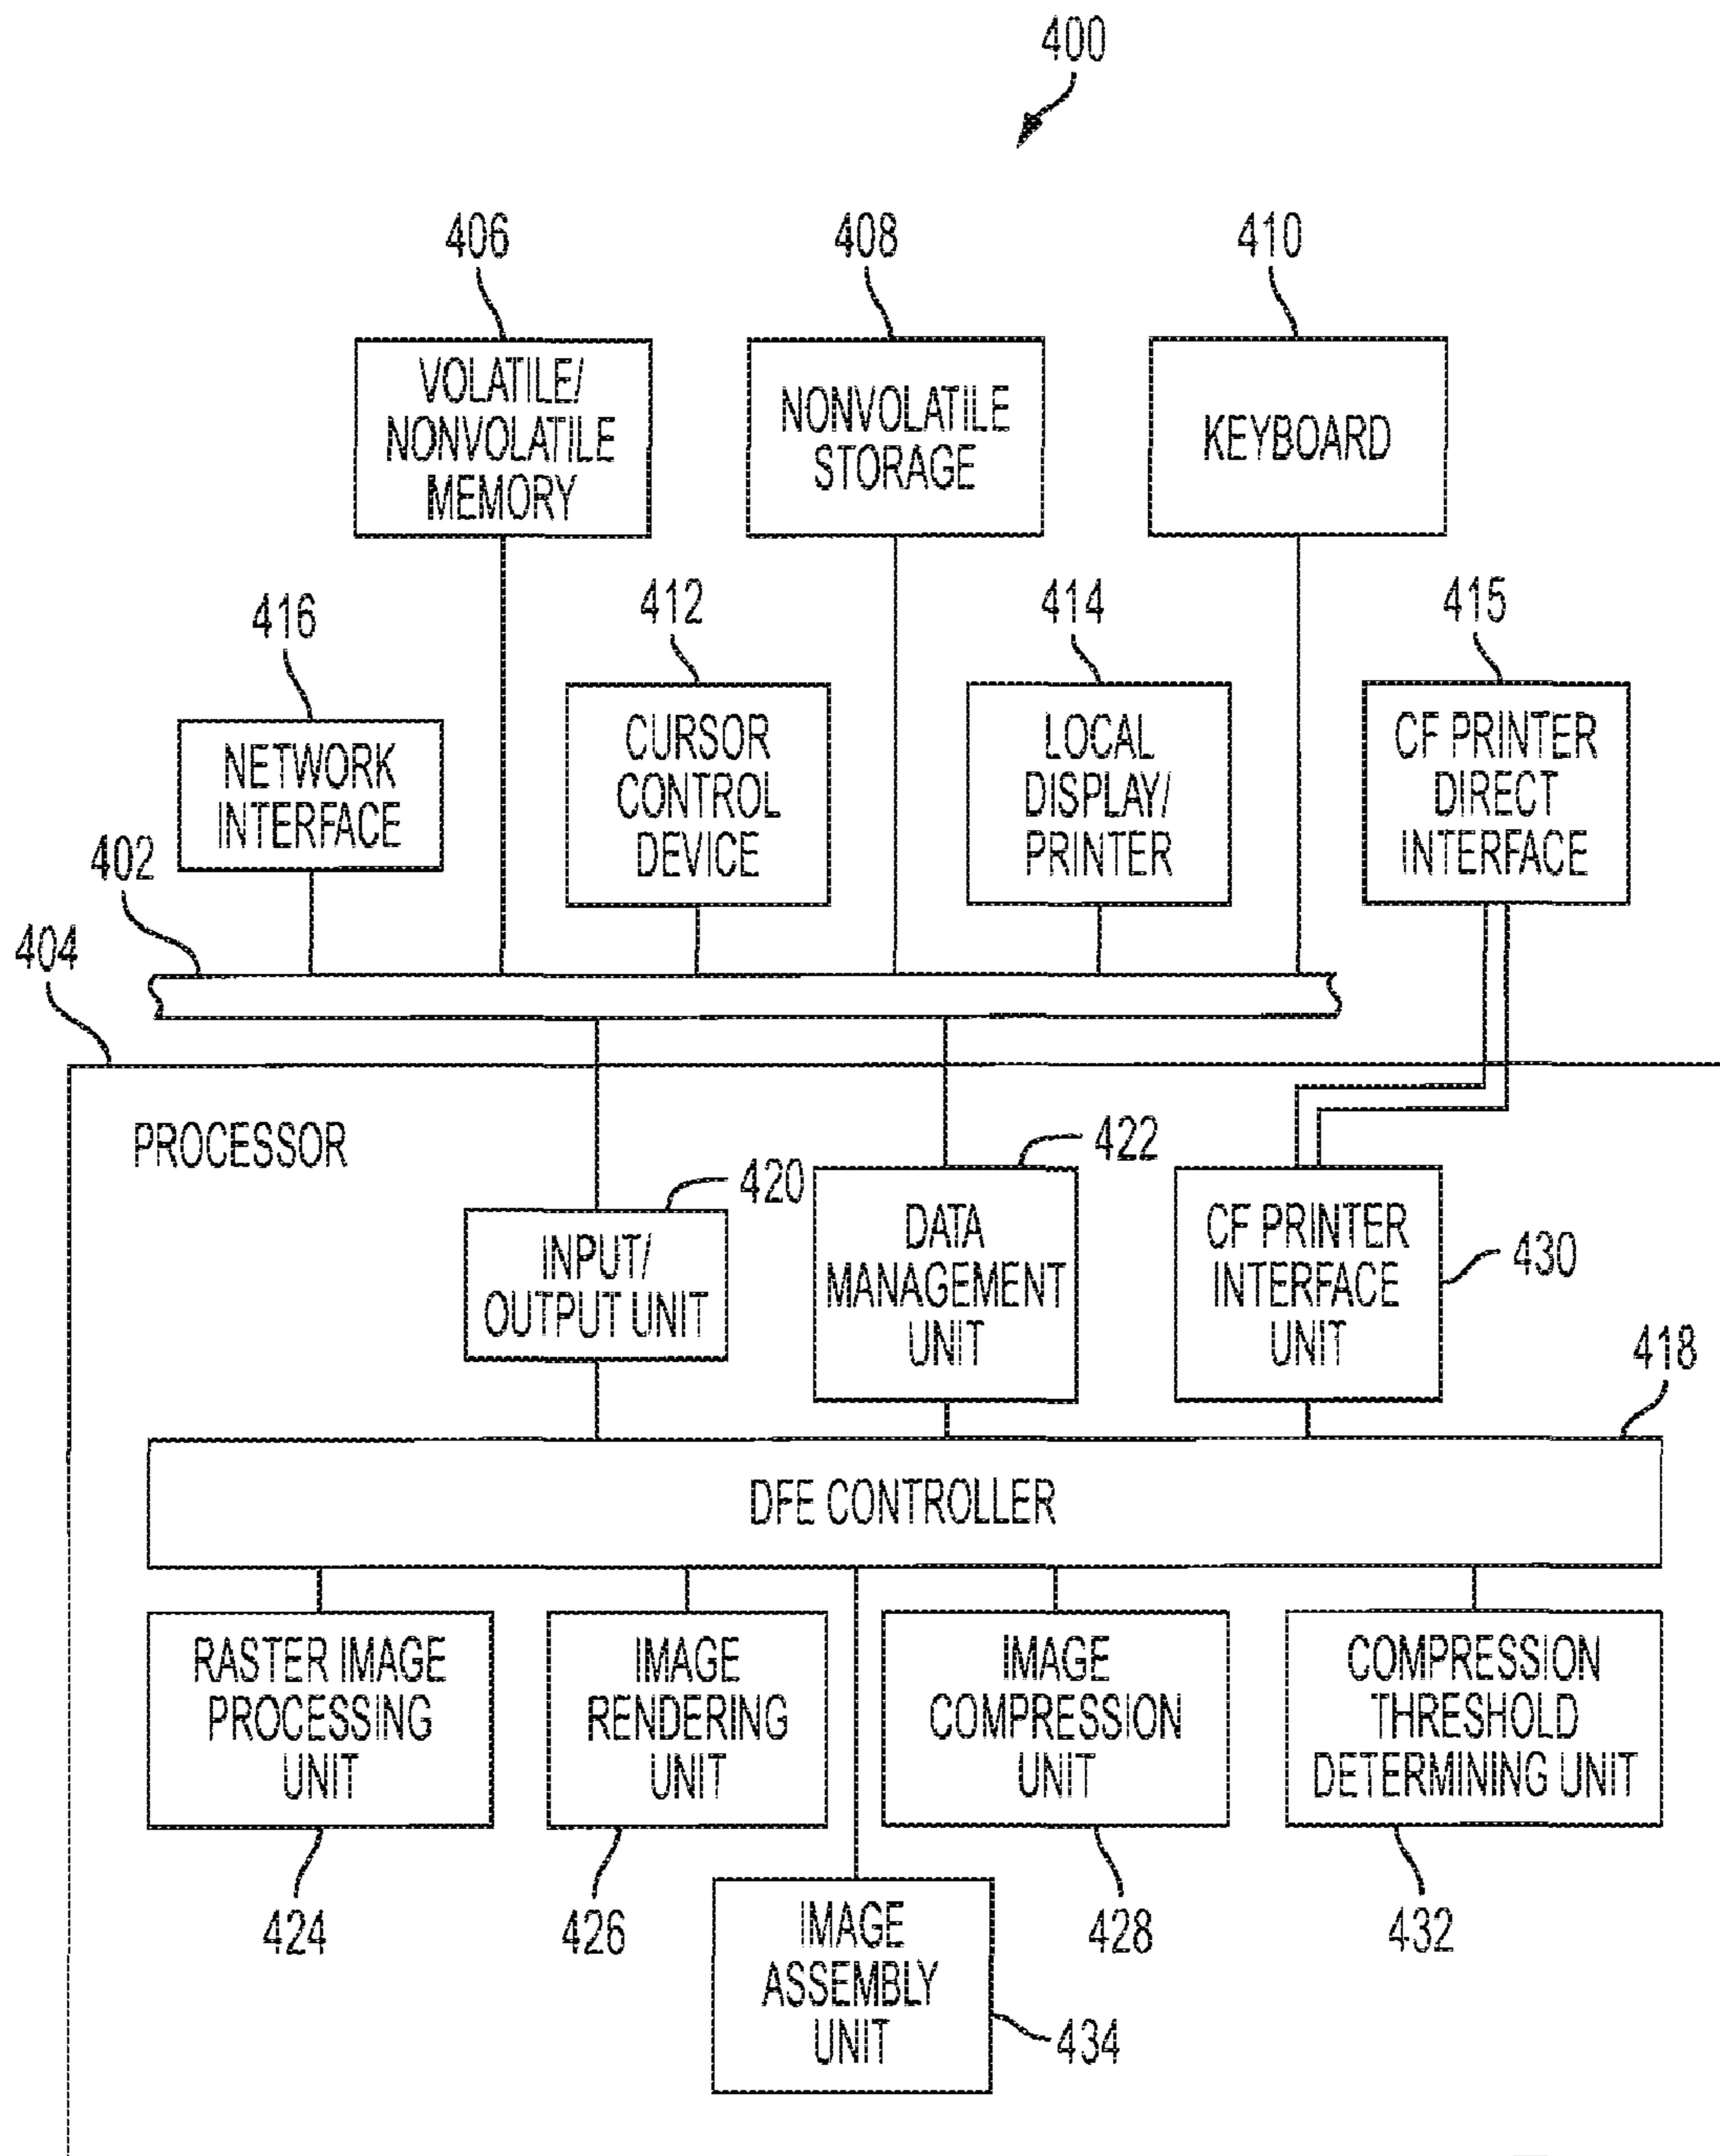 400
406
408
410
VOLATILE/
NONVOLATILE
MEMORY
NONVOLATILE
STORAGE
KEYBOARD
416
412
414
415
NETWORK
INTERFACE
CURSOR
CONTROL
DEVICE
LOCAL
DISPLAY/
PRINTER
CF PRINTER
DIRECT
INTERFACE
402
404
PROCESSOR
420
422
INPUT/
OUTPUT UNIT
DATA
MANAGEMENT
UNIT
CF PRINTER
INTERFACE
UNIT
430
418
DFE CONTROLLER
RASTER IMAGE
PROCESSING
UNIT
IMAGE
RENDERING
UNIT
IMAGE
COMPRESSION
UNIT
COMPRESSION
THRESHOLD
DETERMINING UNIT
424
426
428
432
IMAGE
ASSEMBLY
UNIT
434